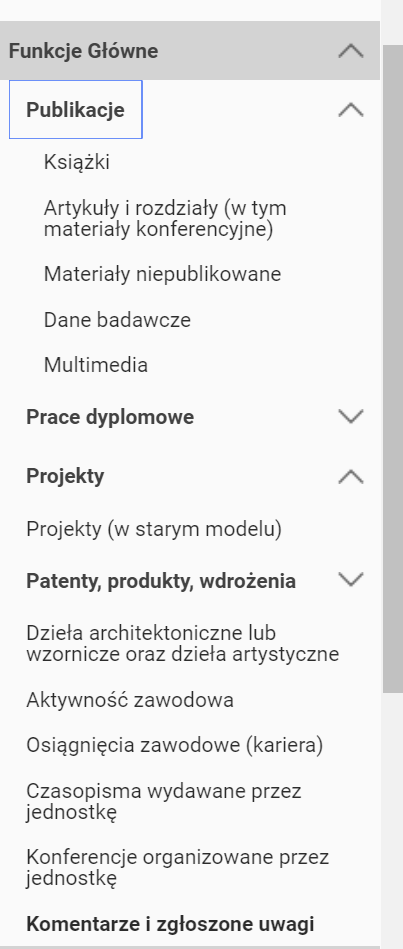 Funkcje Główne
Publikacje
Książki
Artykuły i rozdziały (w tym
materiały konferencyjne)
Materiały niepublikowane
Dane badawcze
Multimedia
Prace dyplomowe
Projekty
Projekty (w starym modelu)
Patenty, produkty, wdrożenia
Dzieła architektoniczne lub
wzornicze oraz dzieła artystyczne
Aktywność zawodowa
Osiągnięcia zawodowe (kariera)
Czasopisma wydawane przez
jednostkę
Konferencje organizowane przez
jednostkę
Komentarze i zgłoszone uwagi